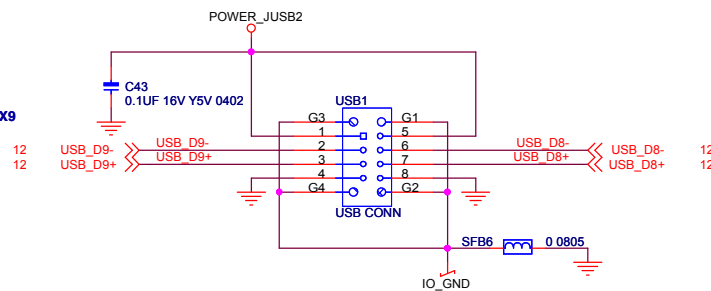 POWER_JUSB2
C43
0.1UF 16V Y5V 0402
X9
USB1
G3 G1
1 5
12 USB_D9- USB_D9- 2 6 USB_D8- USB_D8- 12
12 USB_D9+ USB_D9+ 3 7 USB_D8+ USB_D8+ 12
4 8
G4 G2
USB CONN
SFB6 0 0805
IO_GND